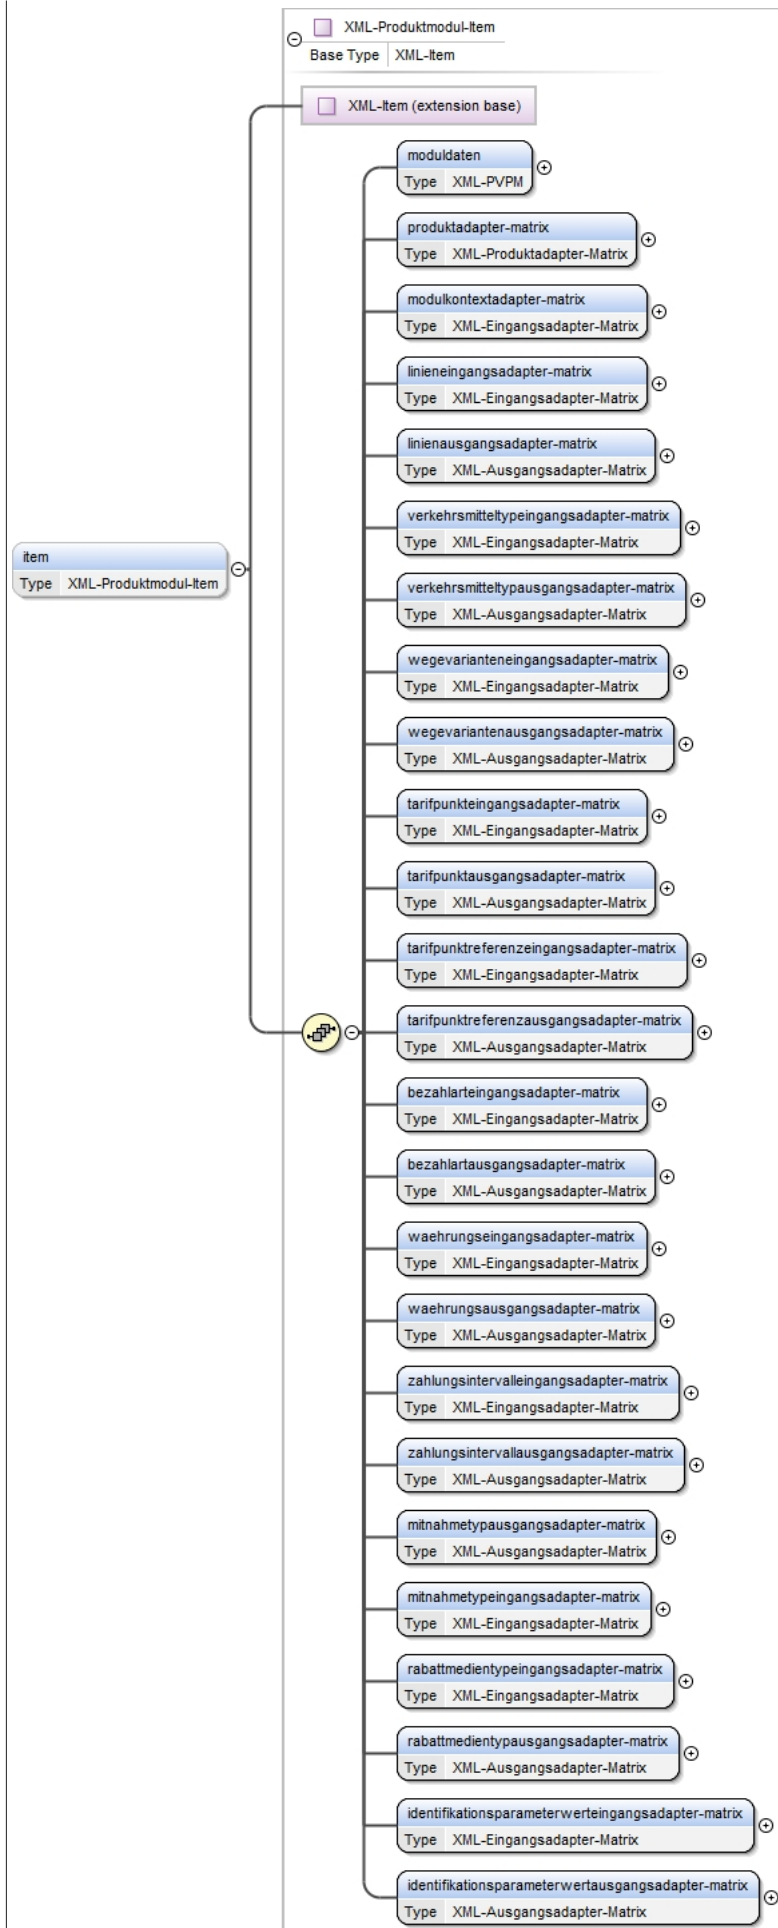 XML-Produktmodul-Item
Base Type XML-Item
XML-Item (extension base)
moduldaten
Type XML-PVPM
produktadapter-matrix
Type XML-Produktadapter-Matrix
modulkontextadapter-matrix
Type XML-Eingangsadapter-Matrix
linieneingangsadapter-matrix
Type XML-Eingangsadapter-Matrix
linienausgangsadapter-matrix
Type XML-Ausgangsadapter-Matrix
verkehrsmitteltypeingangsadapter-matrix
Type XML-Eingangsadapter-Matrix
item
Type XML-Produktmodul-Item
verkehrsmitteltypausgangsadapter-matrix
Type XML-Ausgangsadapter-Matrix
wegevarianteneingangsadapter-matrix
Type XML-Eingangsadapter-Matrix
wegevariantenausgangsadapter-matrix
Type XML-Ausgangsadapter-Matrix
tarifpunkteingangsadapter-matrix
Type XML-Eingangsadapter-Matrix
tarifpunktausgangsadapter-matrix
Type XML-Ausgangsadapter-Matrix
tarifpunktreferenzeingangsadapter-matrix
Type XML-Eingangsadapter-Matrix
tarifpunktreferenzausgangsadapter-matrix
Type XML-Ausgangsadapter-Matrix
bezahlarteingangsadapter-matrix
Type XML-Eingangsadapter-Matrix
bezahlartausgangsadapter-matrix
Type XML-Ausgangsadapter-Matrix
waehrungseingangsadapter-matrix
Type XML-Eingangsadapter-Matrix
waehrungsausgangsadapter-matrix
Type XML-Ausgangsadapter-Matrix
zahlungsintervalleingangsadapter-matrix
Type XML-Eingangsadapter-Matrix
zahlungsintervallausgangsadapter-matrix
Type XML-Ausgangsadapter-Matrix
mitnahmetypausgangsadapter-matrix
Type XML-Ausgangsadapter-Matrix
mitnahmetypeingangsadapter-matrix
Type XML-Eingangsadapter-Matrix
rabattmedientypeingangsadapter-matrix
Type XML-Eingangsadapter-Matrix
rabattmedientypausgangsadapter-matrix
Type XML-Ausgangsadapter-Matrix
identifikationsparameterwerteingangsadapter-matrix
Type XML-Eingangsadapter-Matrix
identifikationsparameterwertausgangsadapter-matrix
Type XML-Ausgangsadapter-Matrix